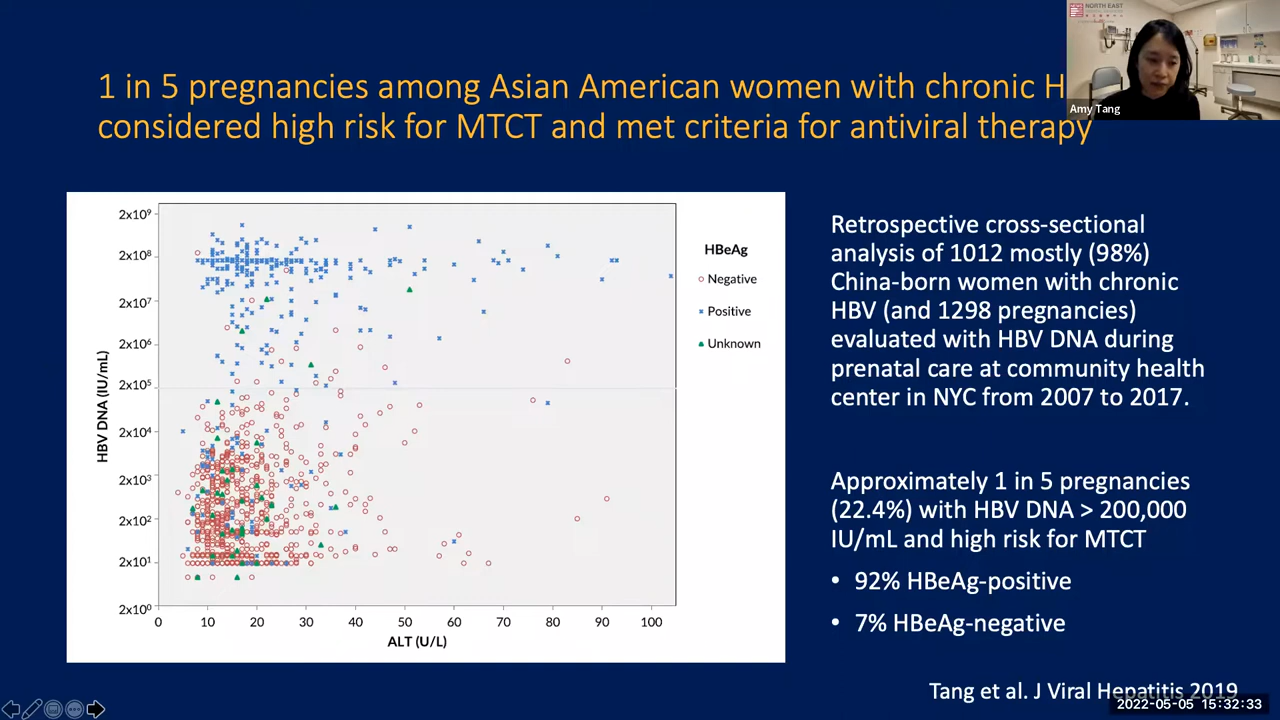 NORTH EAST
1 in 5 pregnancies among Asian American women with chronic H
considered high risk for MTCT and met criteria for antiviral therapy
Amy Tang
2x10⁹
2x10⁸
2x10⁷
2x10⁶
2x10⁵
2x10⁴
2x10³
2x10²
2x10¹
2x10⁰
HBV DNA (IU/mL)
0 10 20 30 40 50 60 70 80 90 100
ALT (U/L)
HBeAg
Negative
Positive
Unknown
Retrospective cross-sectional
analysis of 1012 mostly (98%)
China-born women with chronic
HBV (and 1298 pregnancies)
evaluated with HBV DNA during
prenatal care at community health
center in NYC from 2007 to 2017.
Approximately 1 in 5 pregnancies
(22.4%) with HBV DNA > 200,000
IU/mL and high risk for MTCT
• 92% HBeAg-positive
• 7% HBeAg-negative
Tang et al. J Viral Hepatitis 2019
2022-05-05 15:32:33